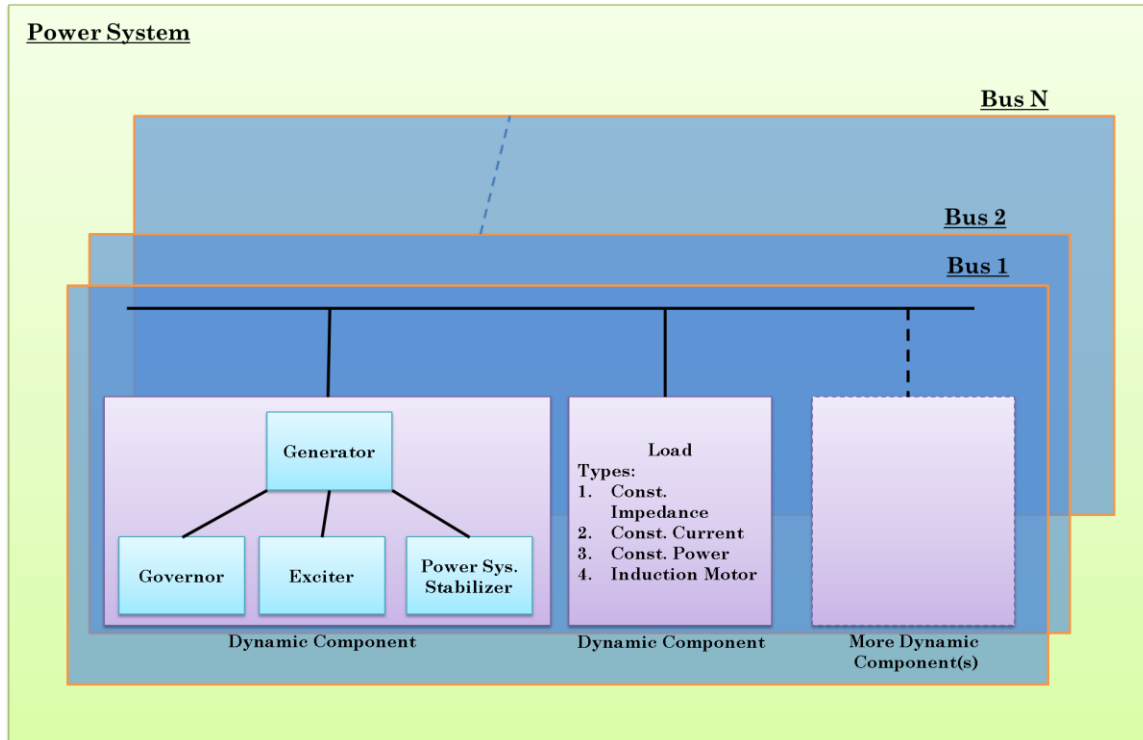 Power System
Bus N
Bus 2
Bus 1
Generator
Governor
Exciter
Power Sys.
Stabilizer
Dynamic Component
Load
Types:
1. Const.
Impedance
2. Const. Current
3. Const. Power
4. Induction Motor
Dynamic Component
More Dynamic
Component(s)